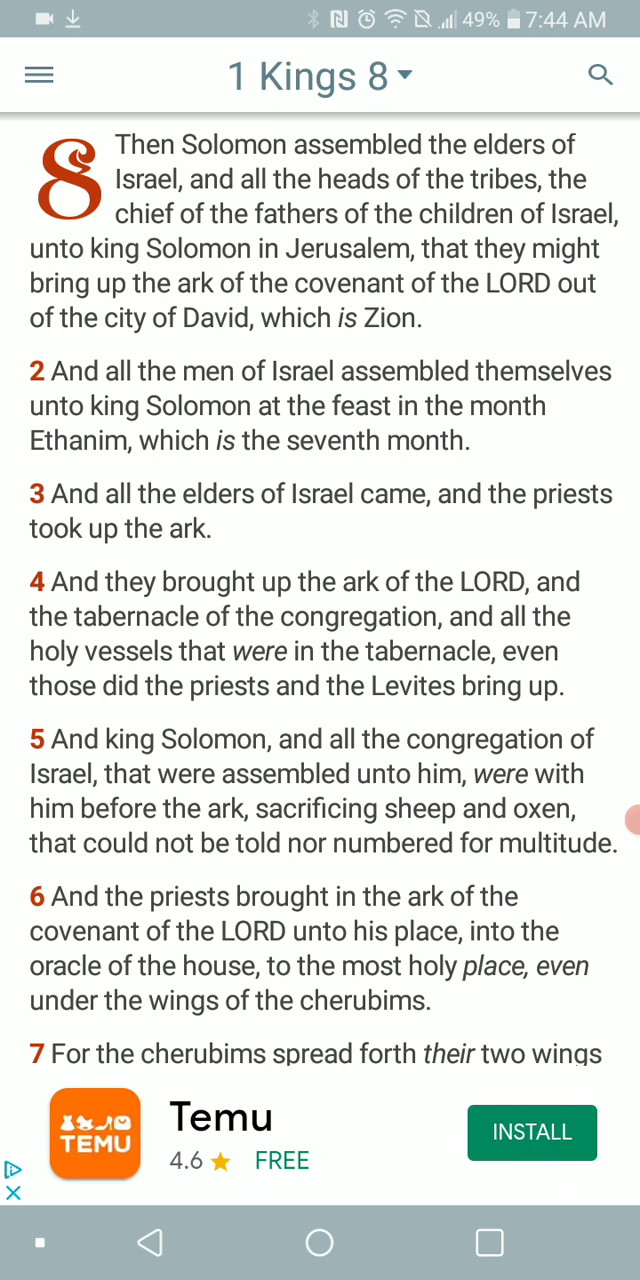 49% 7:44 AM
1 Kings 8
8 Then Solomon assembled the elders of
Israel, and all the heads of the tribes, the
chief of the fathers of the children of Israel,
unto king Solomon in Jerusalem, that they might
bring up the ark of the covenant of the LORD out
of the city of David, which is Zion.
2 And all the men of Israel assembled themselves
unto king Solomon at the feast in the month
Ethanim, which is the seventh month.
3 And all the elders of Israel came, and the priests
took up the ark.
4 And they brought up the ark of the LORD, and
the tabernacle of the congregation, and all the
holy vessels that were in the tabernacle, even
those did the priests and the Levites bring up.
5 And king Solomon, and all the congregation of
Israel, that were assembled unto him, were with
him before the ark, sacrificing sheep and oxen,
that could not be told nor numbered for multitude.
6 And the priests brought in the ark of the
covenant of the LORD unto his place, into the
oracle of the house, to the most holy place, even
under the wings of the cherubims.
7 For the cherubims spread forth their two wings
TEMU
Temu
4.6 FREE
INSTALL